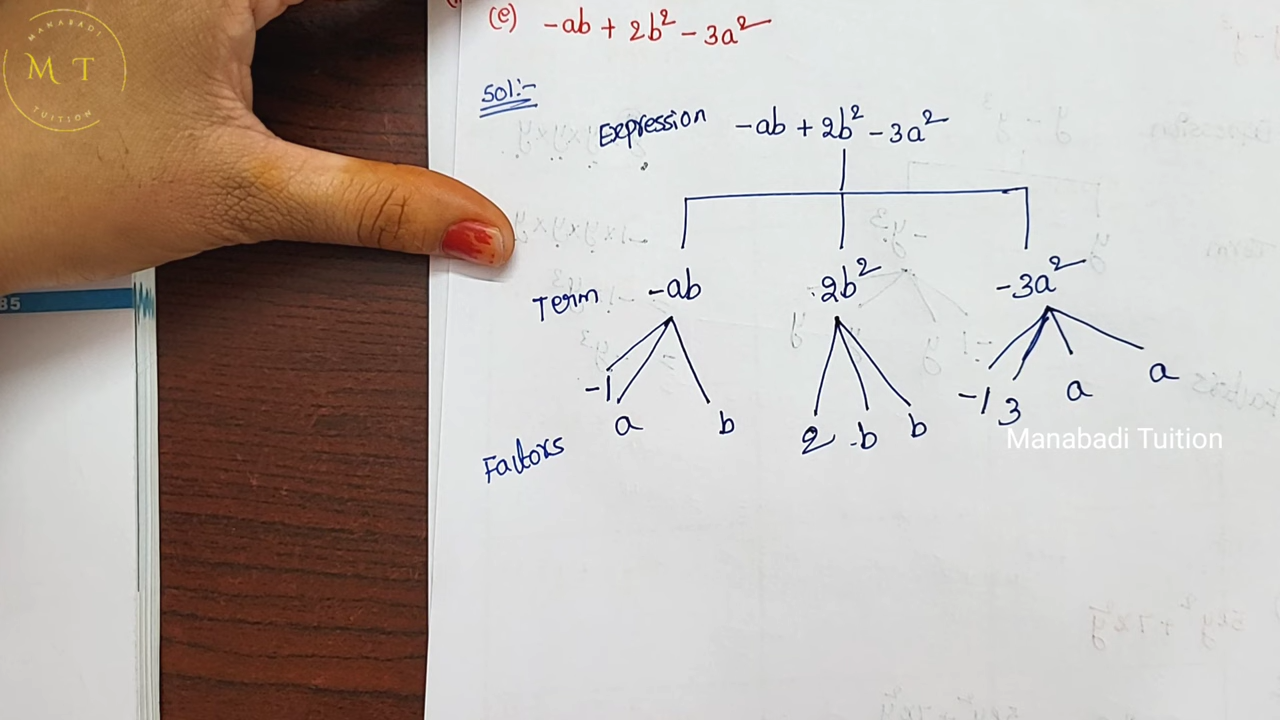 MANABADI
M T
TUITION
(e) -ab + 2b² - 3a²
Sol:-
Expression -ab + 2b² - 3a²
Term -ab 2b² -3a²
-1 a b 2 b b -1 3 a a
Factors
Manabadi Tuition
85